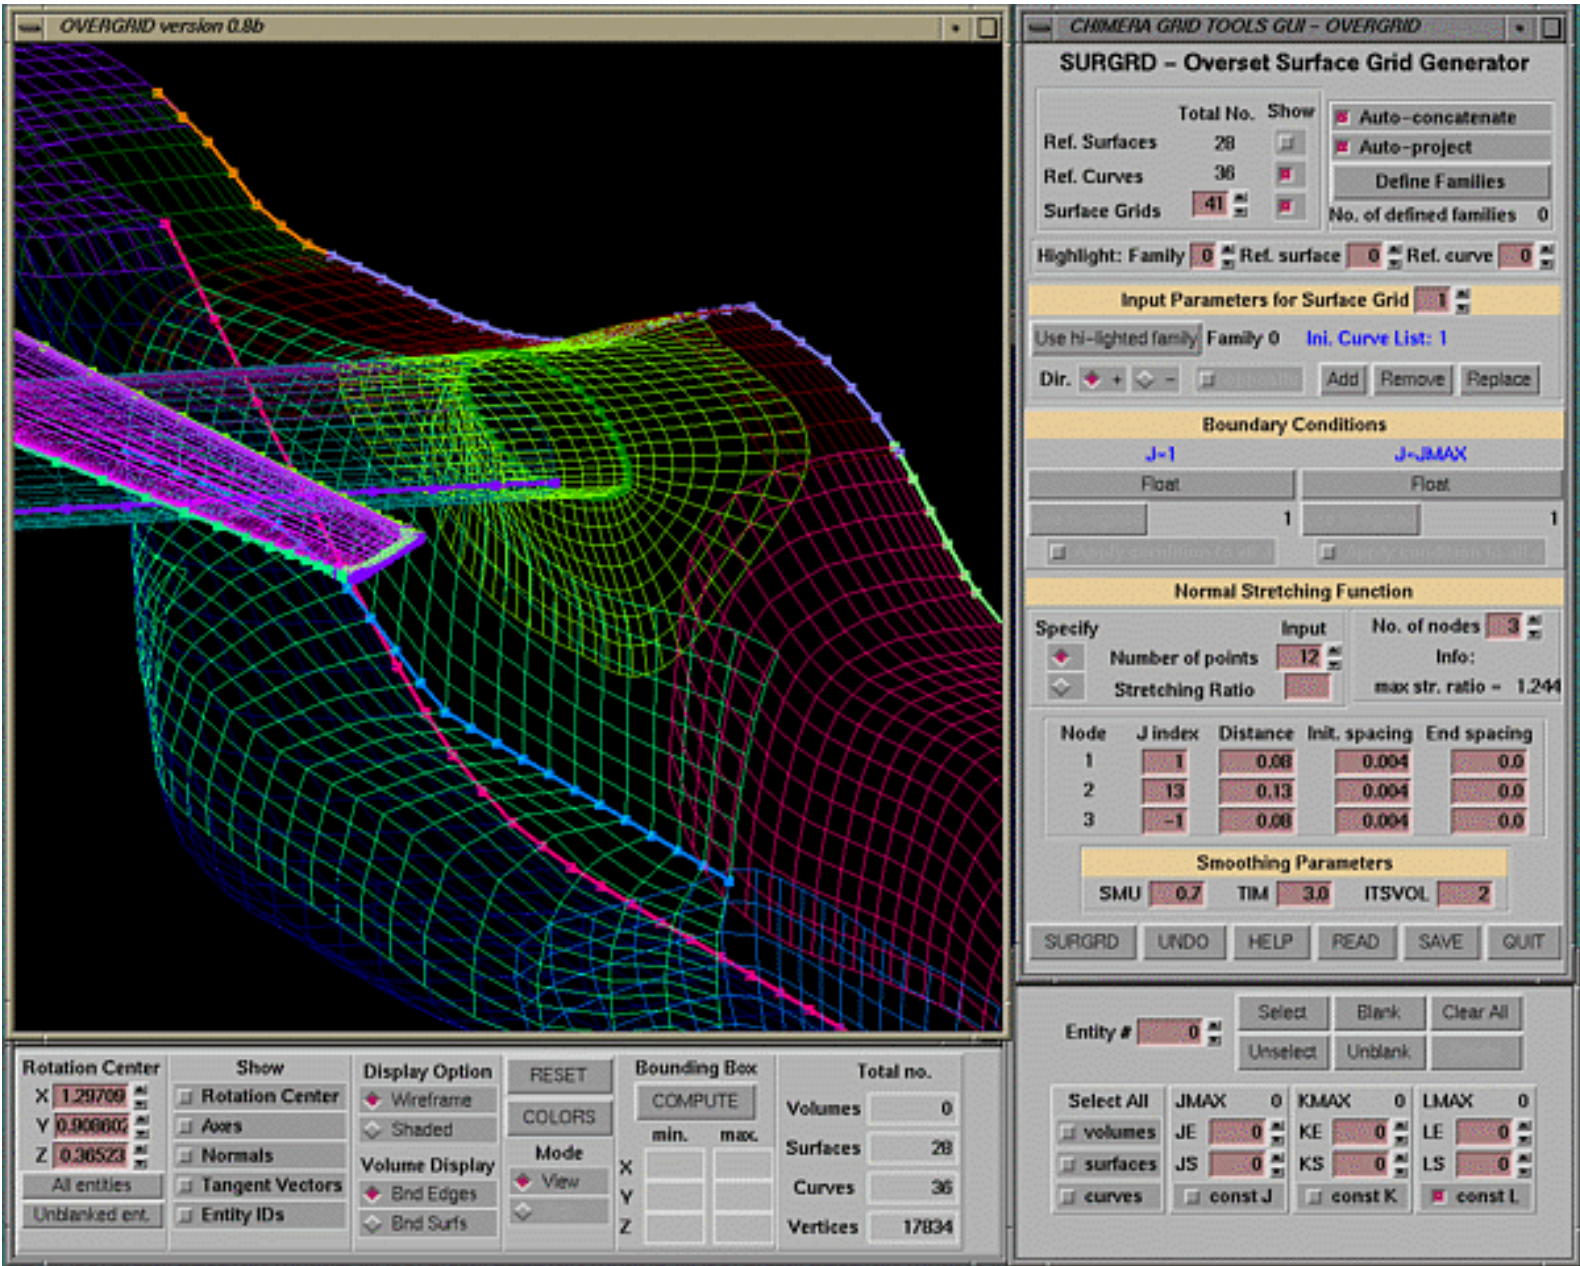 OVERGRID version 0.8b
CHIMERA GRID TOOLS GUI - OVERGRID
SURGRD - Overset Surface Grid Generator
Total No. Show
Ref. Surfaces 28
Ref. Curves 36
Surface Grids 41
Auto-concatenate
Auto-project
Define Families
No. of defined families 0
Highlight: Family 0 Ref. surface 0 Ref. curve 0
Input Parameters for Surface Grid 1
Use hi-lighted family Family 0 Ini. Curve List: 1
Dir. + - Add Remove Replace
Boundary Conditions
J=1 J=JMAX
Float Float
1 1
Apply condition to all Apply condition to all
Normal Stretching Function
Specify Input No. of nodes 3
Number of points 12 Info:
Stretching Ratio max str. ratio = 1.244
Node J index Distance Init. spacing End spacing
1 1 0.08 0.004 0.0
2 13 0.13 0.004 0.0
3 -1 0.08 0.004 0.0
Smoothing Parameters
SMU 0.7 TIM 3.0 ITSVOL 2
SURGRD UNDO HELP READ SAVE QUIT
Rotation Center
X 1.29709
Y 0.908602
Z 0.36523
All entities
Unblanked ent.
Show
Rotation Center
Axes
Normals
Tangent Vectors
Entity IDs
Display Option
Wireframe
Shaded
Volume Display
Bnd Edges
Bnd Surfs
RESET
COLORS
Mode
View
Bounding Box
COMPUTE
min. max.
X
Y
Z
Total no.
Volumes 0
Surfaces 28
Curves 36
Vertices 17834
Entity # 0
Select Blank Clear All
Unselect Unblank
Select All JMAX 0 KMAX 0 LMAX 0
volumes JE 0 KE 0 LE 0
surfaces JS 0 KS 0 LS 0
curves const J const K const L